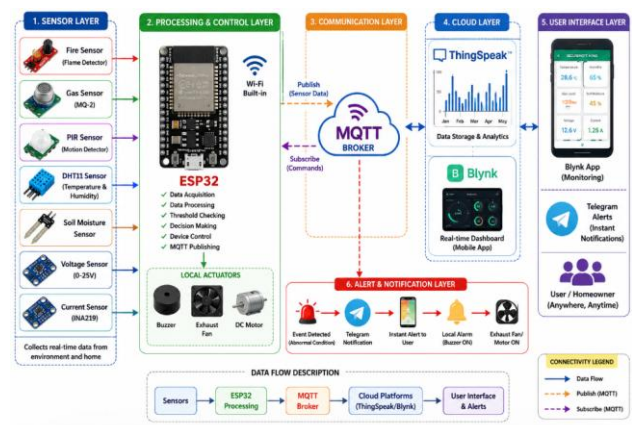 1. SENSOR LAYER
Fire Sensor
(Flame Detector)
Gas Sensor
(MQ-2)
PIR Sensor
(Motion Detector)
DHT11 Sensor
(Temperature &
Humidity)
Soil Moisture
Sensor
Voltage Sensor
(0-25V)
Current Sensor
(INA219)
Collects real-time data from
environment and home
2. PROCESSING & CONTROL LAYER
Wi-Fi
Built-in
ESP32
✓ Data Acquisition
✓ Data Processing
✓ Threshold Checking
✓ Decision Making
✓ Device Control
✓ MQTT Publishing
LOCAL ACTUATORS
Buzzer
Exhaust
Fan
DC Motor
3. COMMUNICATION LAYER
Publish
(Sensor Data)
MQTT
BROKER
Subscribe
(Commands)
4. CLOUD LAYER
ThingSpeak™
Jan Feb Mar Apr May
Data Storage & Analytics
B Blynk
Real-time Dashboard
(Mobile App)
5. USER INTERFACE LAYER
Blynk App
(Monitoring)
Telegram
Alerts
(Instant
Notifications)
User / Homeowner
(Anywhere, Anytime)
6. ALERT & NOTIFICATION LAYER
Event Detected
(Abnormal Condition)
Telegram
Notification
Instant Alert to
User
Local Alarm
(Buzzer ON)
Exhaust Fan/
Motor ON
DATA FLOW DESCRIPTION
Sensors
ESP32
Processing
MQTT
Broker
Cloud Platforms
(ThingSpeak/Blynk)
User Interface
& Alerts
CONNECTIVITY LEGEND
Data Flow
Publish (MQTT)
Subscribe (MQTT)